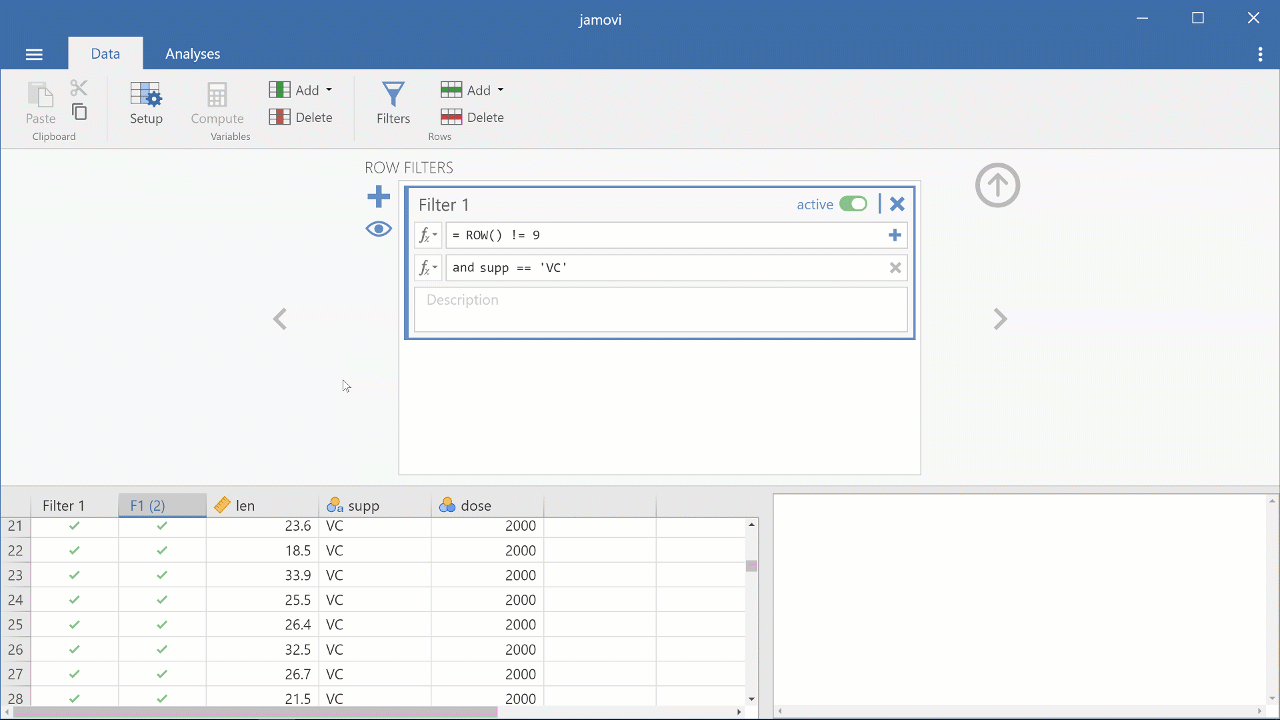 jamovi
Data Analyses
Paste Setup Compute Add Delete Filters Add Delete
Clipboard Variables Rows
ROW FILTERS
Filter 1 active
fx = ROW() != 9
fx and supp == 'VC'
Description
Filter 1 F1 (2) len supp dose
21 23.6 VC 2000
22 18.5 VC 2000
23 33.9 VC 2000
24 25.5 VC 2000
25 26.4 VC 2000
26 32.5 VC 2000
27 26.7 VC 2000
28 21.5 VC 2000